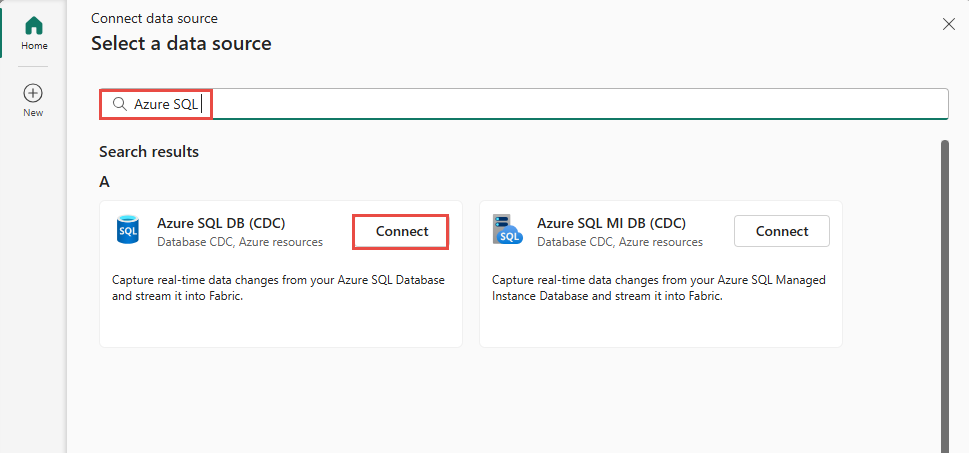 Connect data source
Select a data source
Home
New
Azure SQL
Search results
A
SQL
Azure SQL DB (CDC)
Database CDC, Azure resources
Connect
Capture real-time data changes from your Azure SQL Database
and stream it into Fabric.
SQL
Azure SQL MI DB (CDC)
Database CDC, Azure resources
Connect
Capture real-time data changes from your Azure SQL Managed
Instance Database and stream it into Fabric.